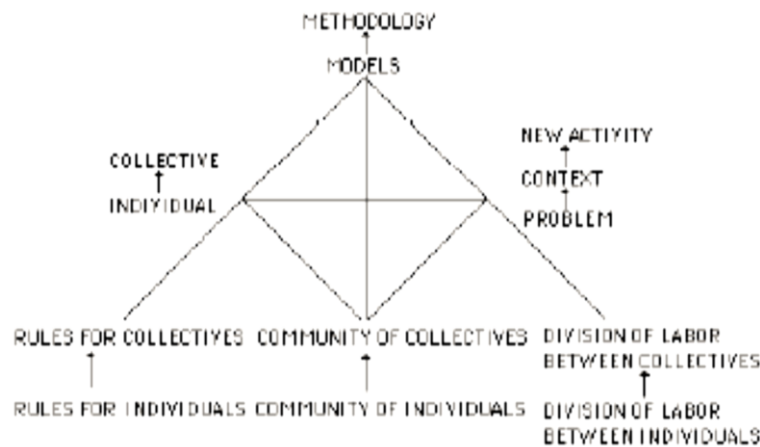 METHODOLOGY
MODELS
NEW ACTIVITY
COLLECTIVE
CONTEXT
INDIVIDUAL
PROBLEM
RULES FOR COLLECTIVES COMMUNITY OF COLLECTIVES DIVISION OF LABOR
BETWEEN COLLECTIVES
RULES FOR INDIVIDUALS COMMUNITY OF INDIVIDUALS DIVISION OF LABOR
BETWEEN INDIVIDUALS